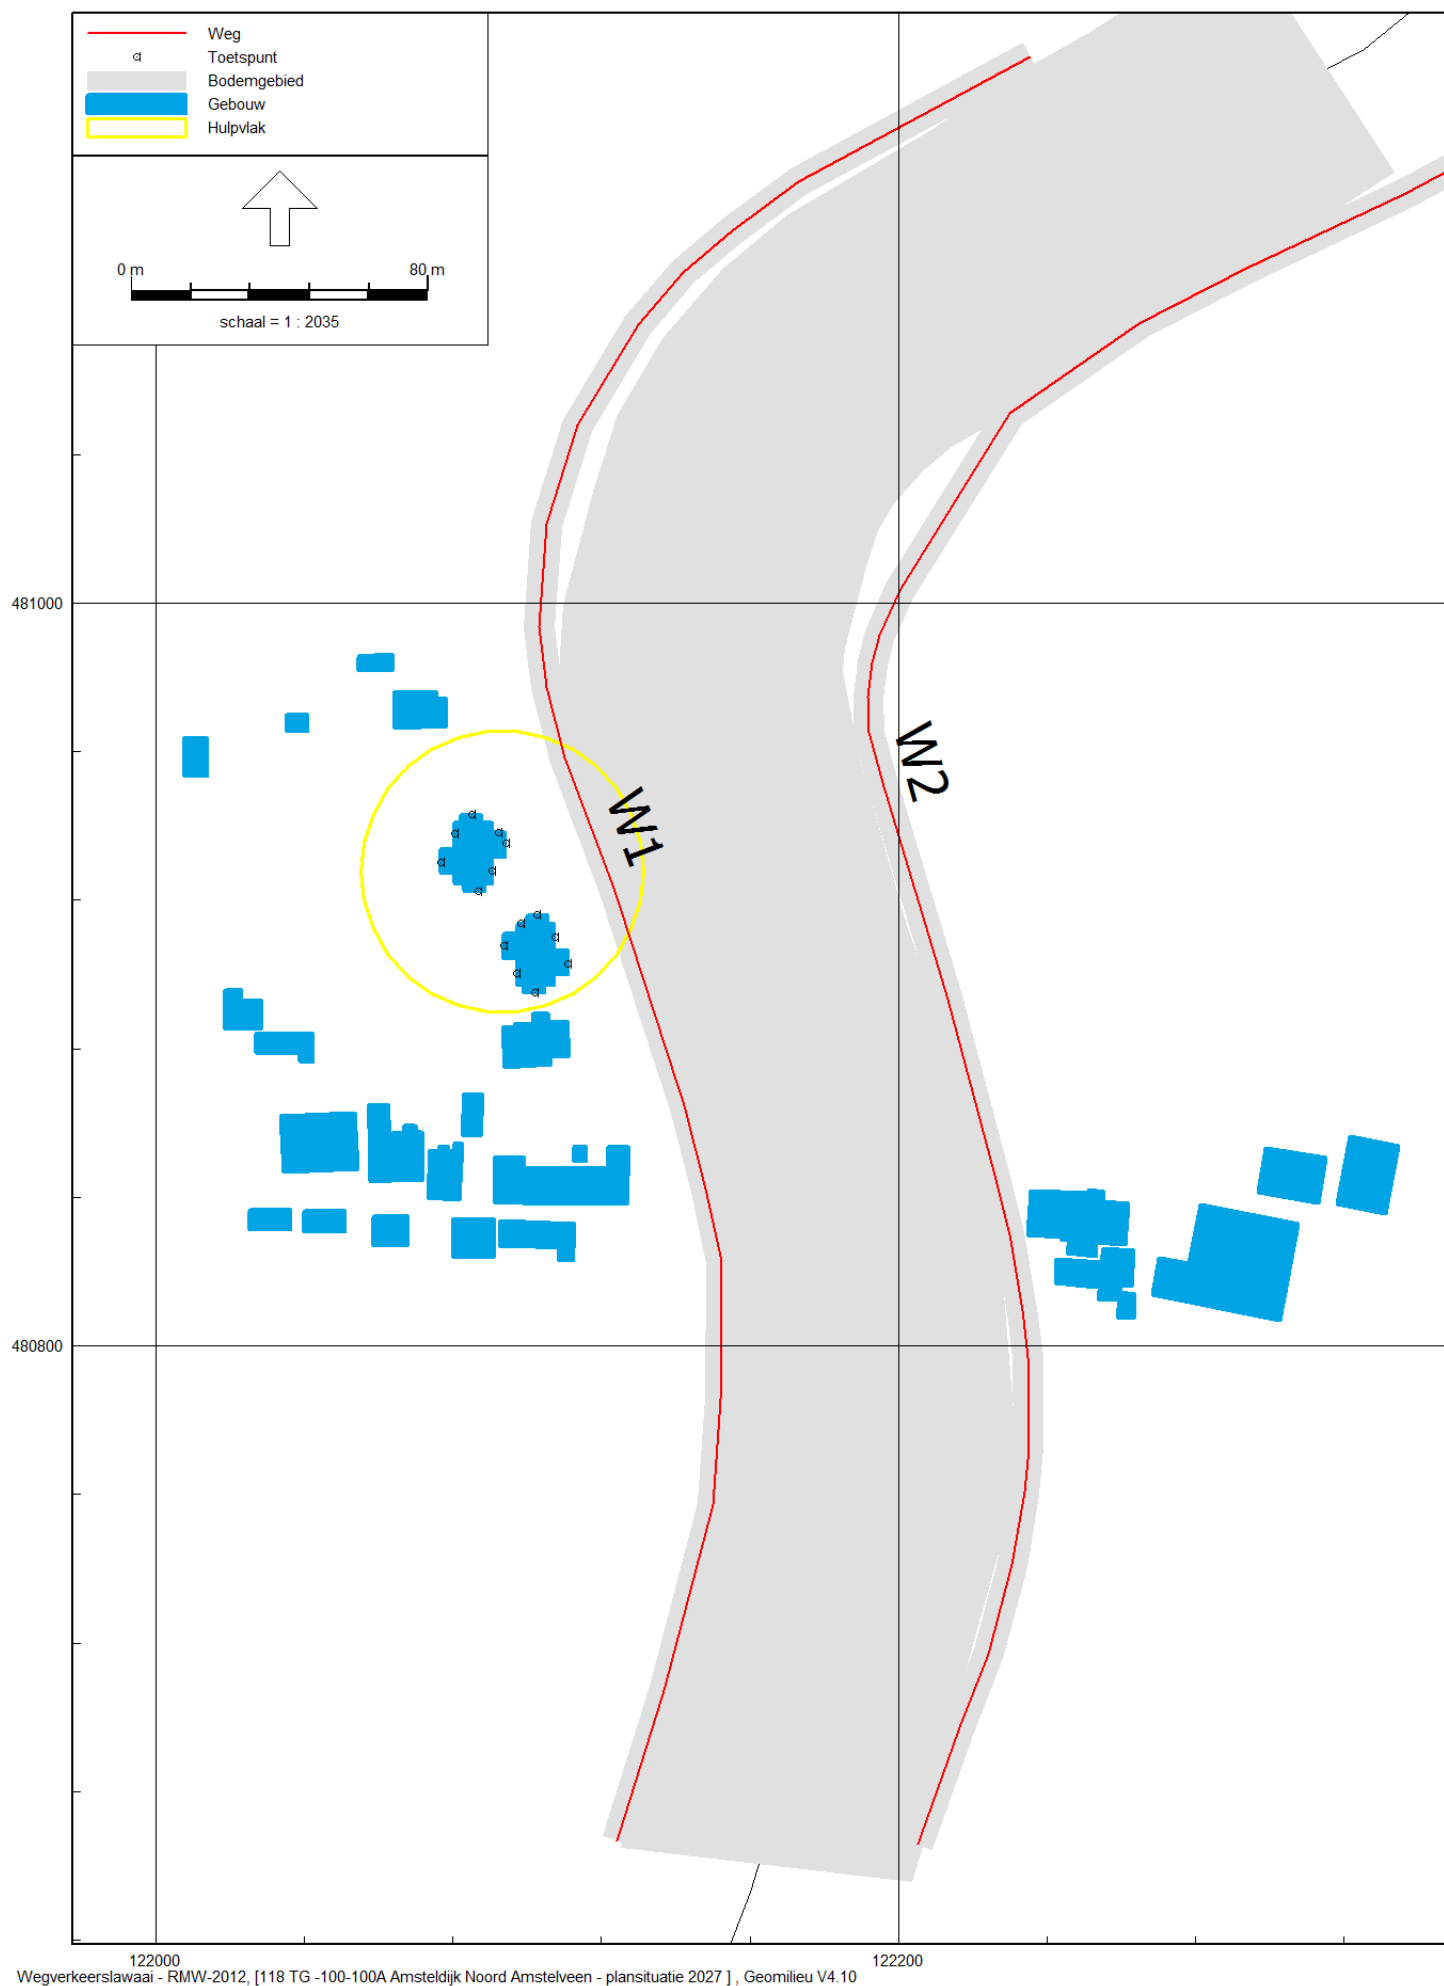 Weg
Toetspunt
Bodemgebied
Gebouw
Hulpvlak
0 m 80 m
schaal = 1 : 2035
481000
W2
W1
480800
122000 122200
Wegverkeerslawaai - RMW-2012, [118 TG -100-100A Amsteldijk Noord Amstelveen - plansituatie 2027 ] , Geomilieu V4.10